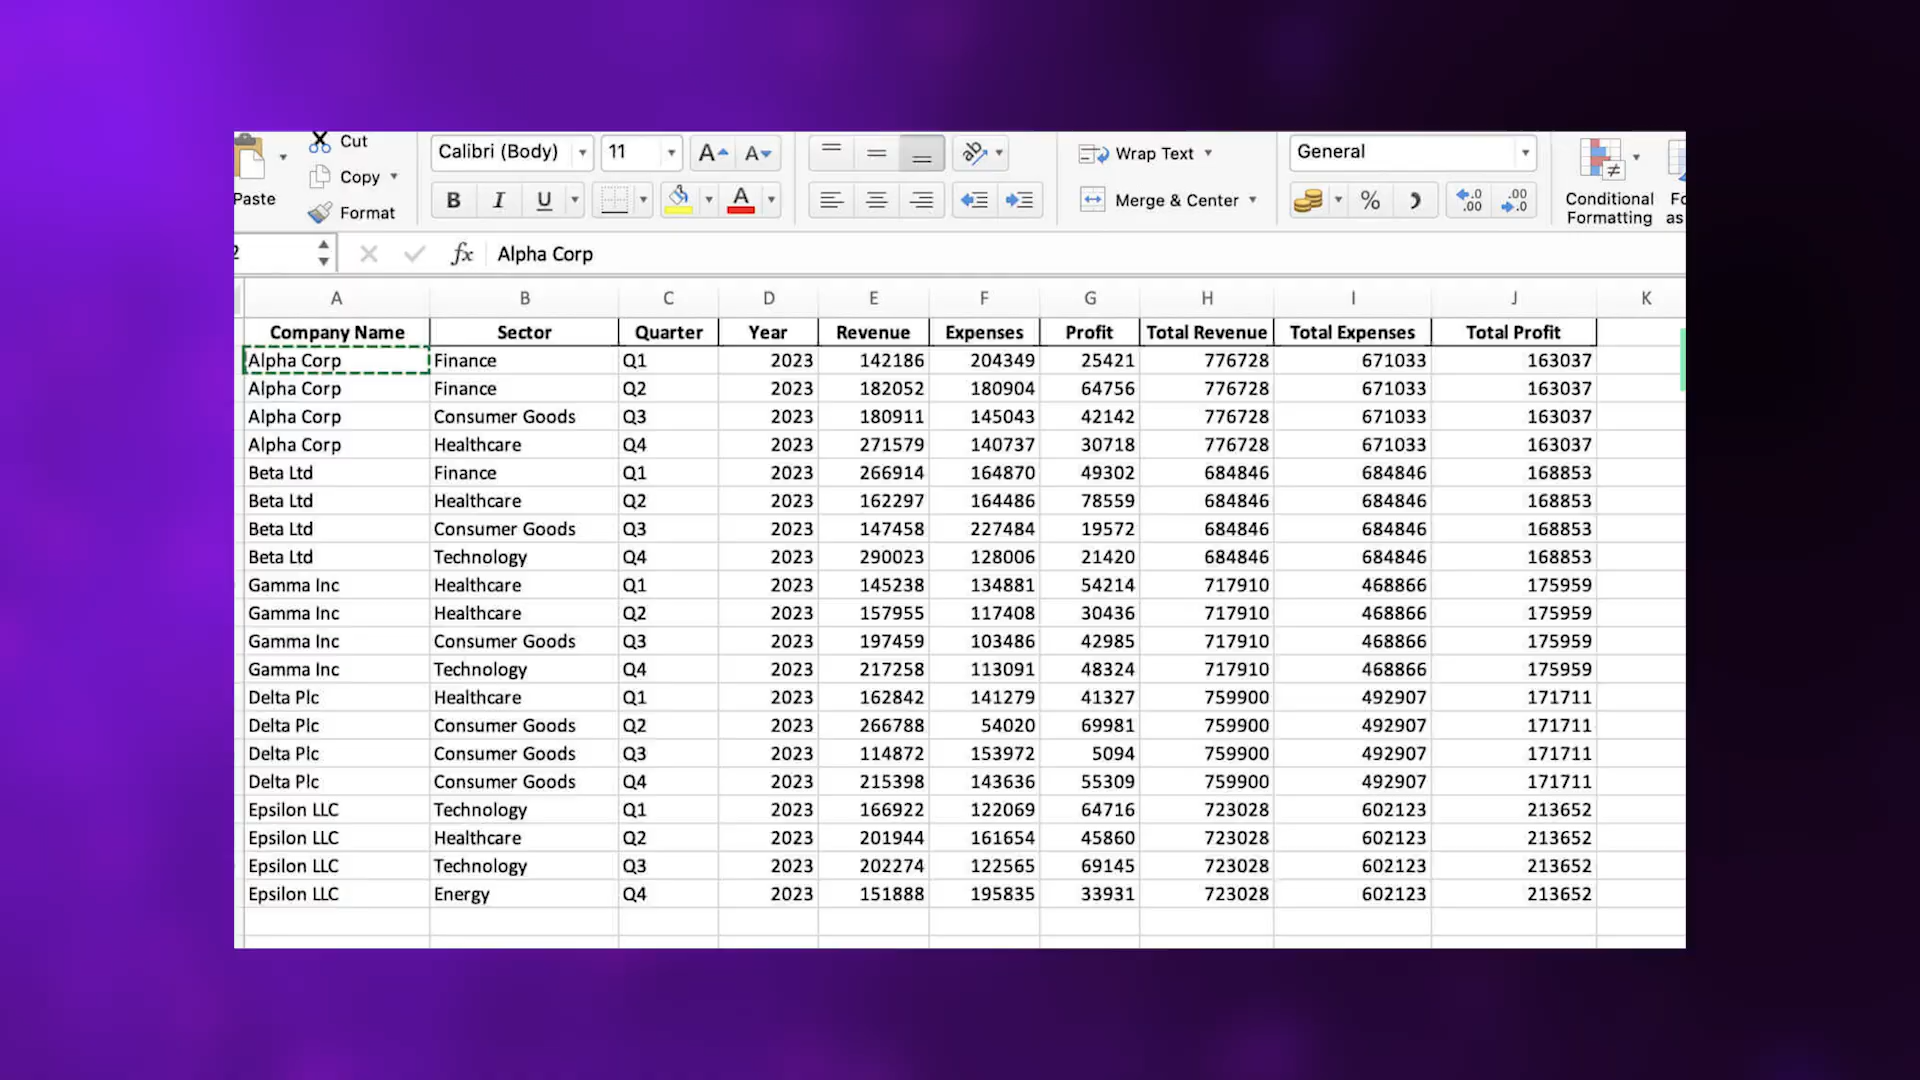 Cut
Calibri (Body) 11 A A ab Wrap Text General
Copy
Paste Format B I U A Merge & Center % .0 .00 .00 .0 Conditional Formatting as
2 fx Alpha Corp
A B C D E F G H I J K
Company Name Sector Quarter Year Revenue Expenses Profit Total Revenue Total Expenses Total Profit
Alpha Corp Finance Q1 2023 142186 204349 25421 776728 671033 163037
Alpha Corp Finance Q2 2023 182052 180904 64756 776728 671033 163037
Alpha Corp Consumer Goods Q3 2023 180911 145043 42142 776728 671033 163037
Alpha Corp Healthcare Q4 2023 271579 140737 30718 776728 671033 163037
Beta Ltd Finance Q1 2023 266914 164870 49302 684846 684846 168853
Beta Ltd Healthcare Q2 2023 162297 164486 78559 684846 684846 168853
Beta Ltd Consumer Goods Q3 2023 147458 227484 19572 684846 684846 168853
Beta Ltd Technology Q4 2023 290023 128006 21420 684846 684846 168853
Gamma Inc Healthcare Q1 2023 145238 134881 54214 717910 468866 175959
Gamma Inc Healthcare Q2 2023 157955 117408 30436 717910 468866 175959
Gamma Inc Consumer Goods Q3 2023 197459 103486 42985 717910 468866 175959
Gamma Inc Technology Q4 2023 217258 113091 48324 717910 468866 175959
Delta Plc Healthcare Q1 2023 162842 141279 41327 759900 492907 171711
Delta Plc Consumer Goods Q2 2023 266788 54020 69981 759900 492907 171711
Delta Plc Consumer Goods Q3 2023 114872 153972 5094 759900 492907 171711
Delta Plc Consumer Goods Q4 2023 215398 143636 55309 759900 492907 171711
Epsilon LLC Technology Q1 2023 166922 122069 64716 723028 602123 213652
Epsilon LLC Healthcare Q2 2023 201944 161654 45860 723028 602123 213652
Epsilon LLC Technology Q3 2023 202274 122565 69145 723028 602123 213652
Epsilon LLC Energy Q4 2023 151888 195835 33931 723028 602123 213652